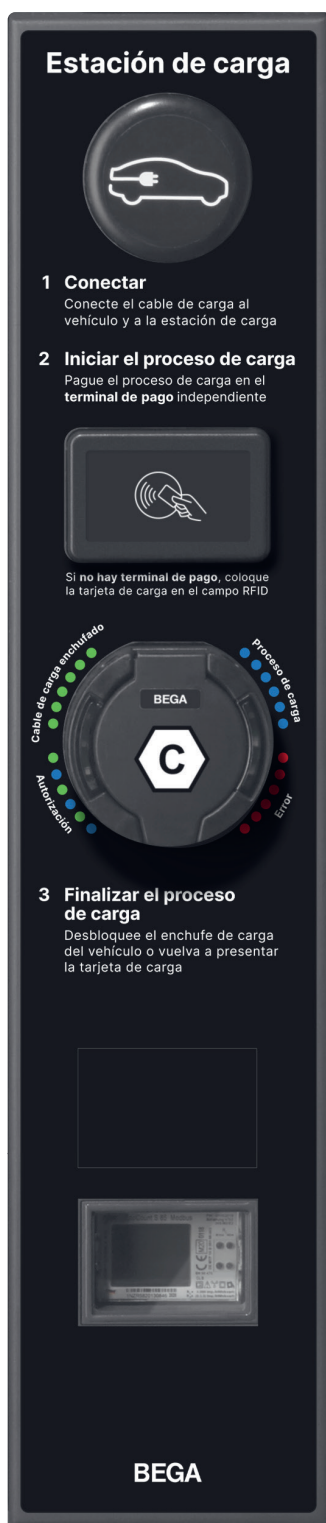 Estación de carga
1 Conectar
Conecte el cable de carga al
vehículo y a la estación de carga
2 Iniciar el proceso de carga
Pague el proceso de carga en el
terminal de pago independiente
Si no hay terminal de pago, coloque
la tarjeta de carga en el campo RFID
Cable de carga enchufado
Proceso de carga
BEGA
C
Autorización
Error
3 Finalizar el proceso
de carga
Desbloquee el enchufe de carga
del vehículo o vuelva a presentar
la tarjeta de carga
BEGA